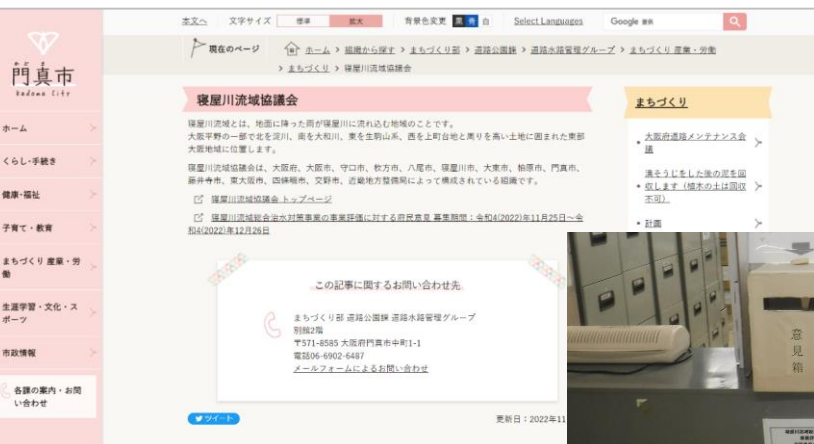 本文へ 文字サイズ 標準 拡大 背景色変更 黒 青 白 Select Languages Google
現在のページ ホーム > 組織から探す > まちづくり部 > 道路公園課 > 道路水路管理グループ > まちづくり 産業・労働
> まちづくり > 寝屋川流域協議会
かどま
門真市
Kadoma City
ホーム
くらし・手続き
健康・福祉
子育て・教育
まちづくり 産業・労
働
生涯学習・文化・ス
ポーツ
市政情報
各課の案内・お問
い合わせ
寝屋川流域協議会
寝屋川流域とは、地面に降った雨が寝屋川に流れ込む地域のことです。
大阪平野の一部で北を淀川、南を大和川、東を生駒山系、西を上町台地と周りを高い土地に囲まれた東部
大阪地域に位置します。
寝屋川流域協議会は、大阪府、大阪市、守口市、枚方市、八尾市、寝屋川市、大東市、柏原市、門真市、
藤井寺市、東大阪市、四條畷市、交野市、近畿地方整備局によって構成されている組織です。
寝屋川流域協議会 トップページ
寝屋川流域総合治水対策事業の事業評価に対する府民意見 募集期間：令和4(2022)年11月25日～令
和4(2022)年12月26日
この記事に関するお問い合わせ先
まちづくり部 道路公園課 道路水路管理グループ
別館2階
〒571-8585 大阪府門真市中町1-1
電話06-6902-6487
メールフォームによるお問い合わせ
ツイート
更新日：2022年11
まちづくり
大阪府道路メンテナンス会
議
溝そうじをした後の泥を回
収します（植木の土は回収
不可）
計画
意見箱